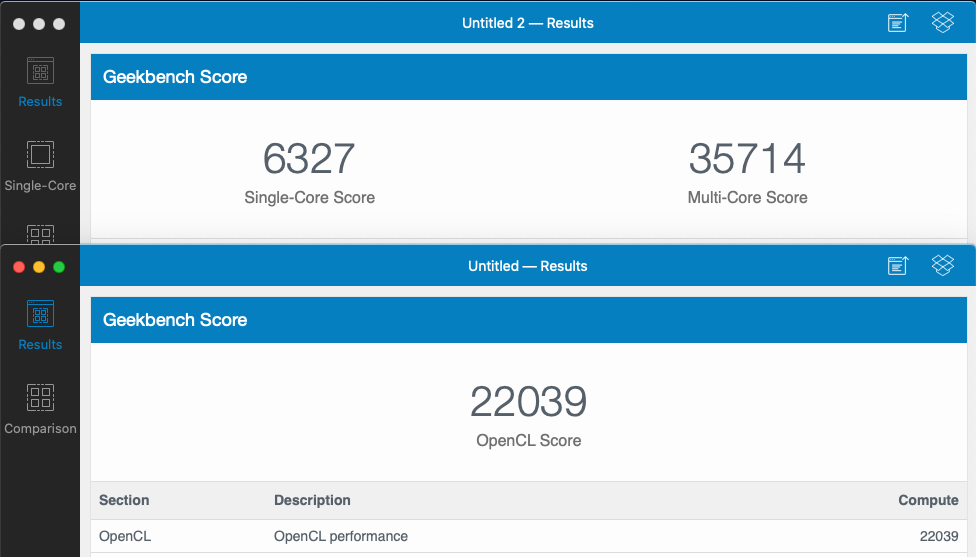 Untitled 2 — Results
Results
Single-Core
Geekbench Score
6327
35714
Single-Core Score
Multi-Core Score
Untitled — Results
Results
Comparison
Geekbench Score
22039
OpenCL Score
Section Description Compute
OpenCL OpenCL performance 22039